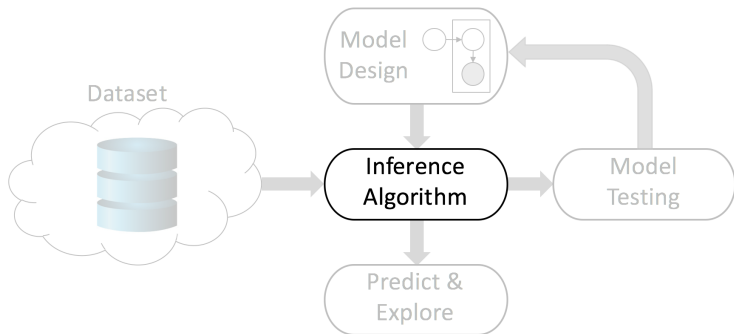 Model
Design
Dataset
Inference
Algorithm
Model
Testing
Predict &
Explore